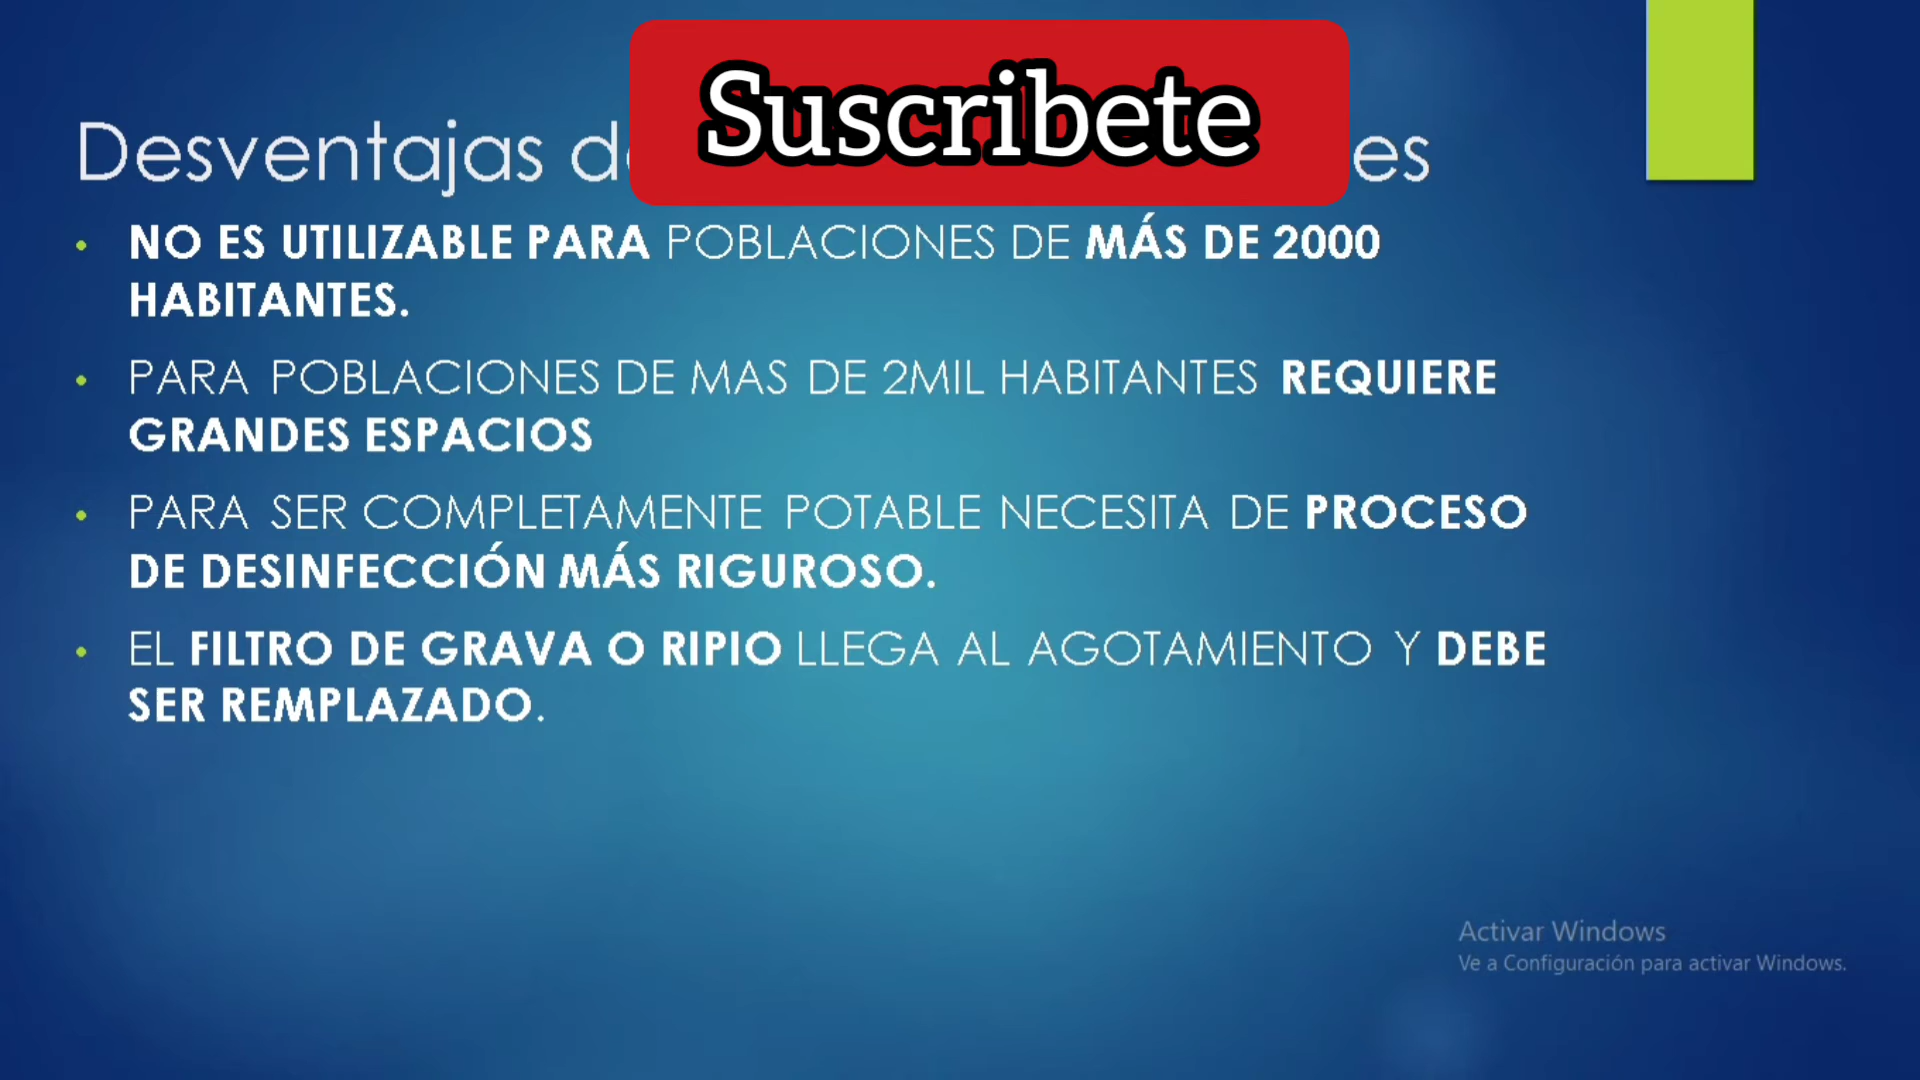 Suscribete
Desventajas
NO ES UTILIZABLE PARA POBLACIONES DE MÁS DE 2000
HABITANTES.
PARA POBLACIONES DE MAS DE 2MIL HABITANTES REQUIERE
GRANDES ESPACIOS
PARA SER COMPLETAMENTE POTABLE NECESITA DE PROCESO
DE DESINFECCIÓN MÁS RIGUROSO.
EL FILTRO DE GRAVA O RIPIO LLEGA AL AGOTAMIENTO Y DEBE
SER REMPLAZADO.
Activar Windows
Ve a Configuración para activar Windows.